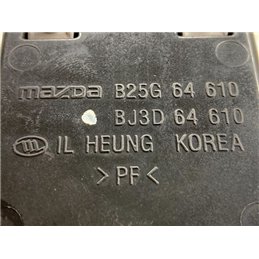 mazda B25G 64 610
BJ3D 64 610
IL HEUNG KOREA
>PF<